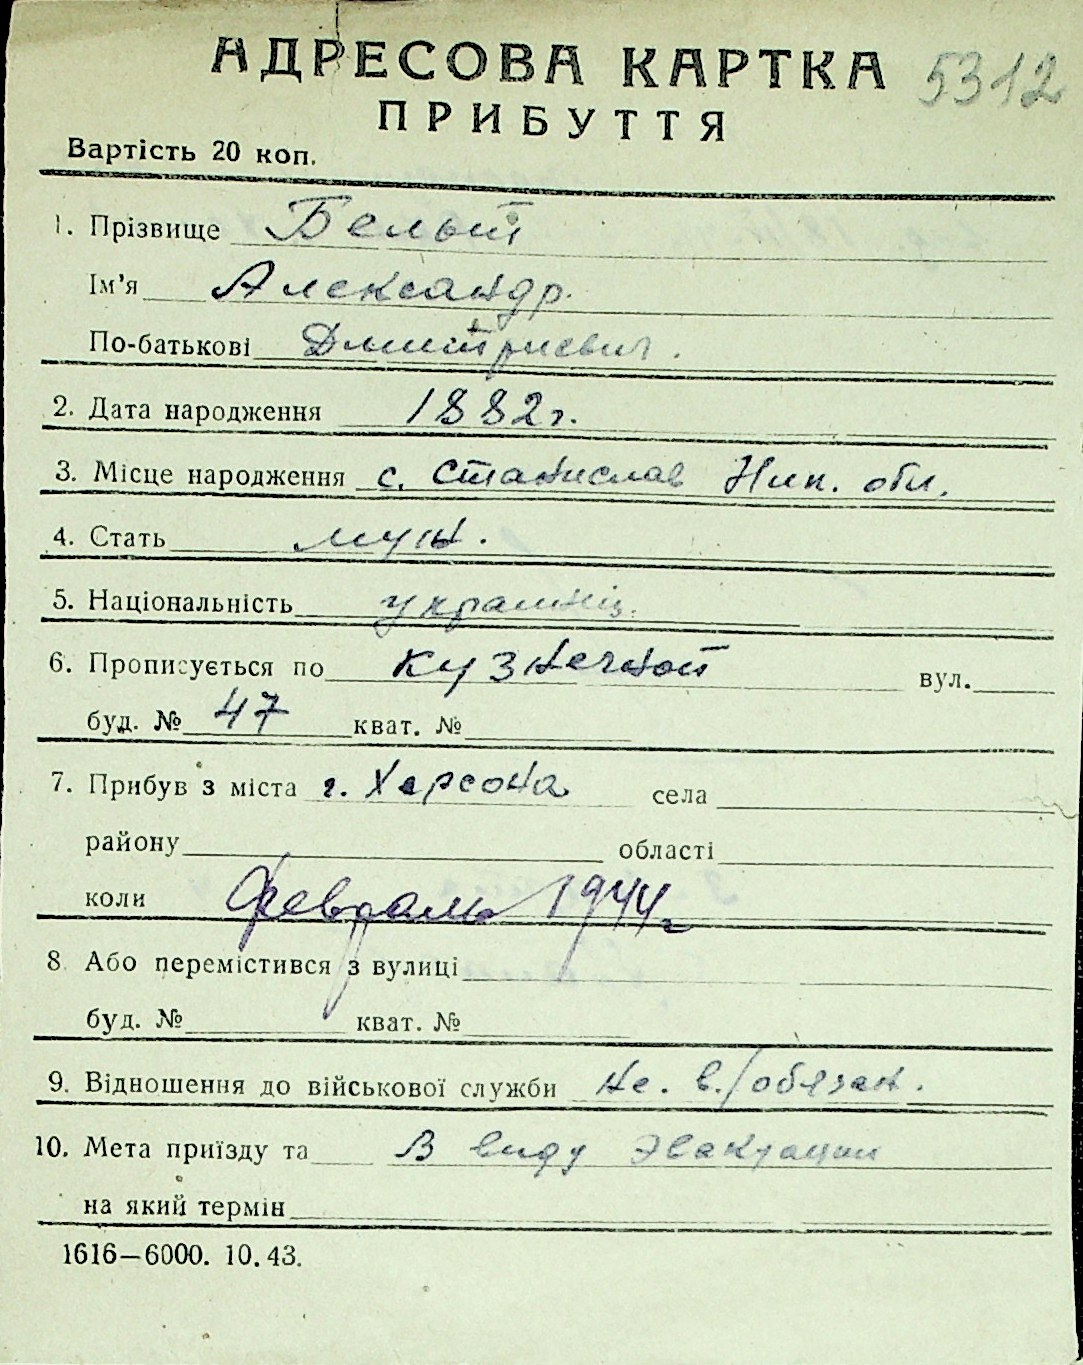 АДРЕСОВА КАРТКА 5312
ПРИБУТТЯ
Вартість 20 коп.
1. Прізвище Белый
Ім'я Александр.
По-батькові Дмитриевич.
2. Дата народження 1882 г.
3. Місце народження с. Станислав Ник. обл.
4. Стать муж.
5. Національність українец.
6. Прописується по Кузнечной вул.
буд. № 47 кват. №
7. Прибув з міста г. Херсона села
району області
коли Февраль 1944 г
8 Або перемістився з вулиці
буд. № кват. №
9. Відношення до військової служби не. в./обязан.
10. Мета приїзду та В виду эвакуации
на який термін
1616—6000. 10.43.